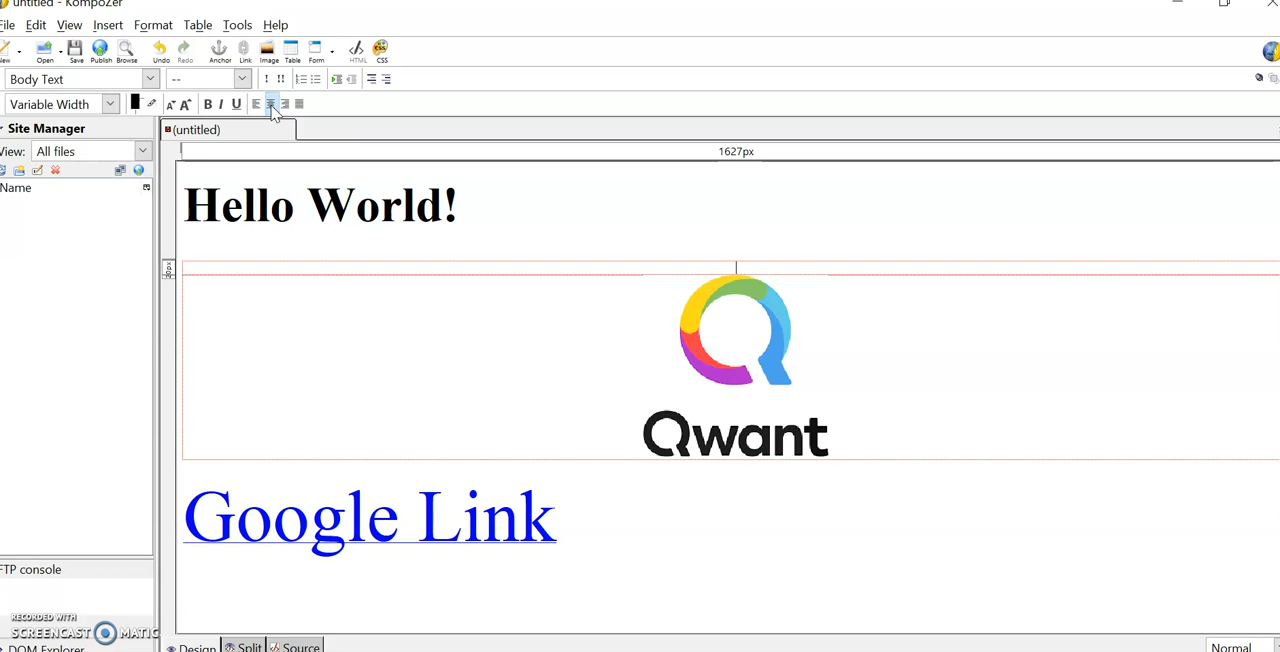 untitled - KompoZer
File Edit View Insert Format Table Tools Help
New Open Save Publish Browse Undo Redo Anchor Link Image Table Form HTML CSS
Body Text -- ! !!
Variable Width A A B I U
Site Manager
(untitled)
View: All files
1627px
Name
Hello World!
20px
Qwant
Google Link
FTP console
RECORDED WITH
SCREENCAST MATIC
DOM Explorer
Design Split Source Normal